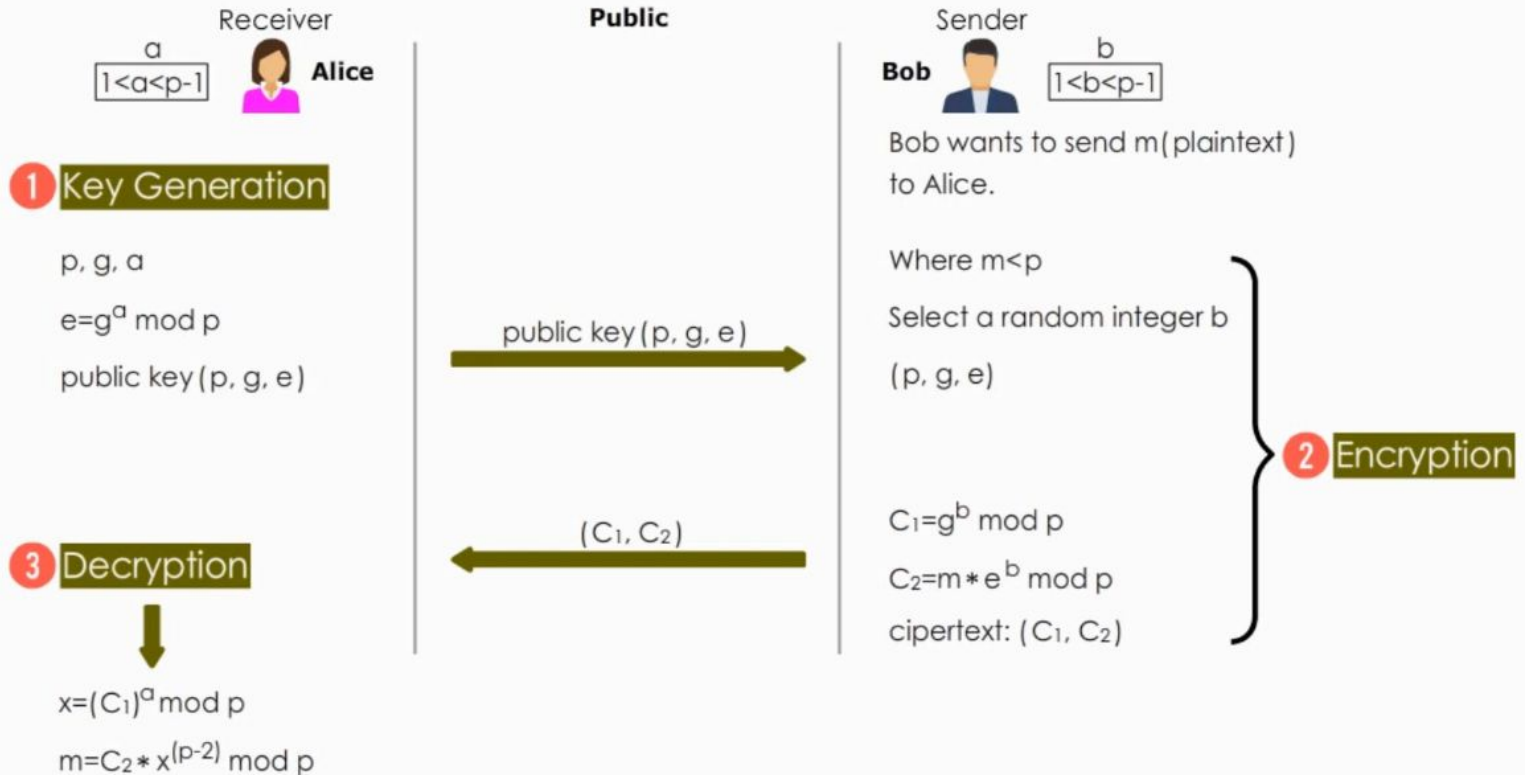 Receiver
Public
Sender
a
1<a<p-1
Alice
Bob
b
1<b<p-1
Bob wants to send m(plaintext)
to Alice.
1 Key Generation
p, g, a
e=g^a mod p
public key(p, g, e)
public key(p, g, e)
Where m<p
Select a random integer b
(p, g, e)
2 Encryption
C₁=g^b mod p
C₂=m*e^b mod p
cipertext: (C₁, C₂)
(C₁, C₂)
3 Decryption
x=(C₁)^a mod p
m=C₂*x^(p-2) mod p